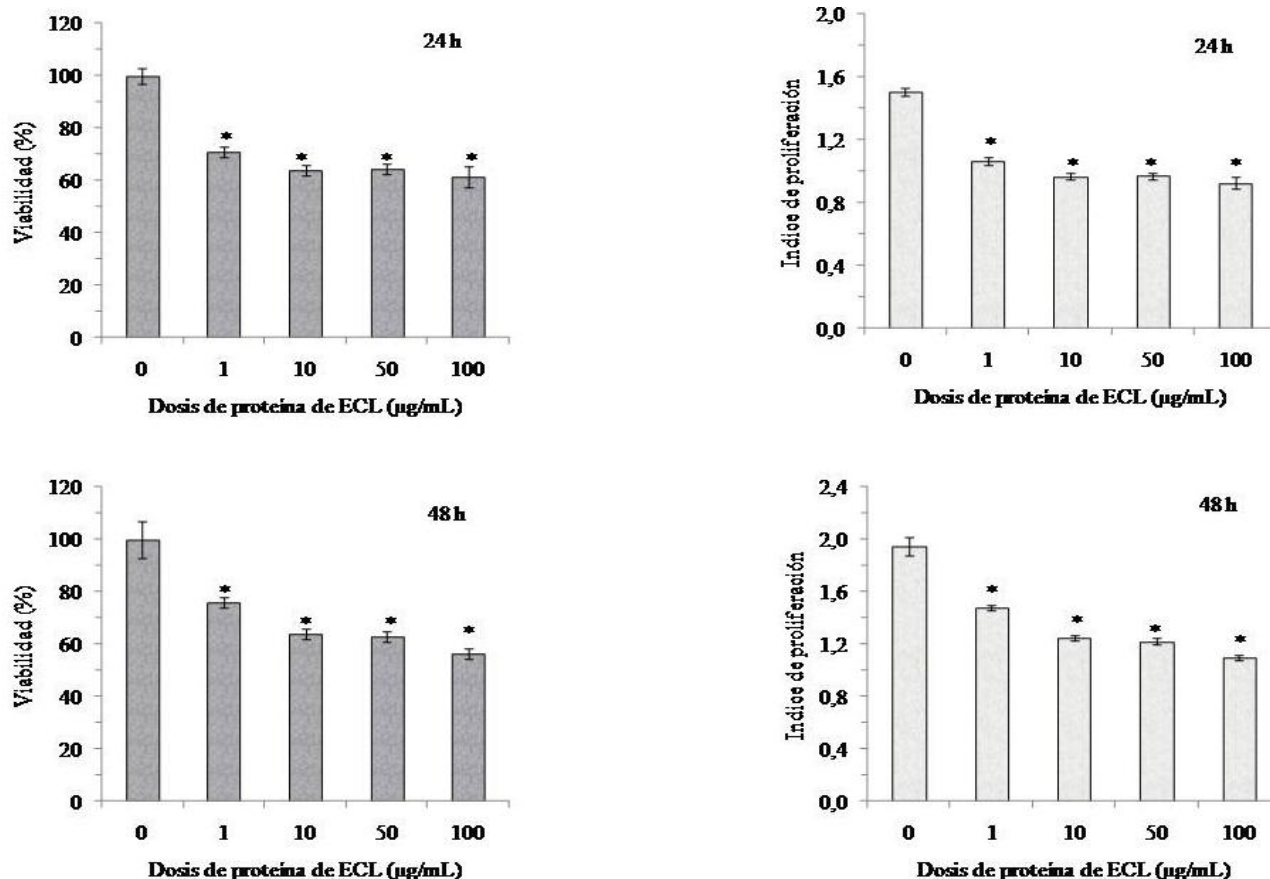 120
100
80
60
40
20
0
Viabilidad (%)
24 h
*
*
*
*
0 1 10 50 100
Dosis de proteína de ECL (µg/mL)
2,0
1,6
1,2
0,8
0,4
0,0
Indice de proliferación
24 h
*
*
*
*
0 1 10 50 100
Dosis de proteína de ECL (µg/mL)
120
100
80
60
40
20
0
Viabilidad (%)
48 h
*
*
*
*
0 1 10 50 100
Dosis de proteína de ECL (µg/mL)
2,4
2,0
1,6
1,2
0,8
0,4
0,0
Indice de proliferación
48 h
*
*
*
*
0 1 10 50 100
Dosis de proteína de ECL (µg/mL)